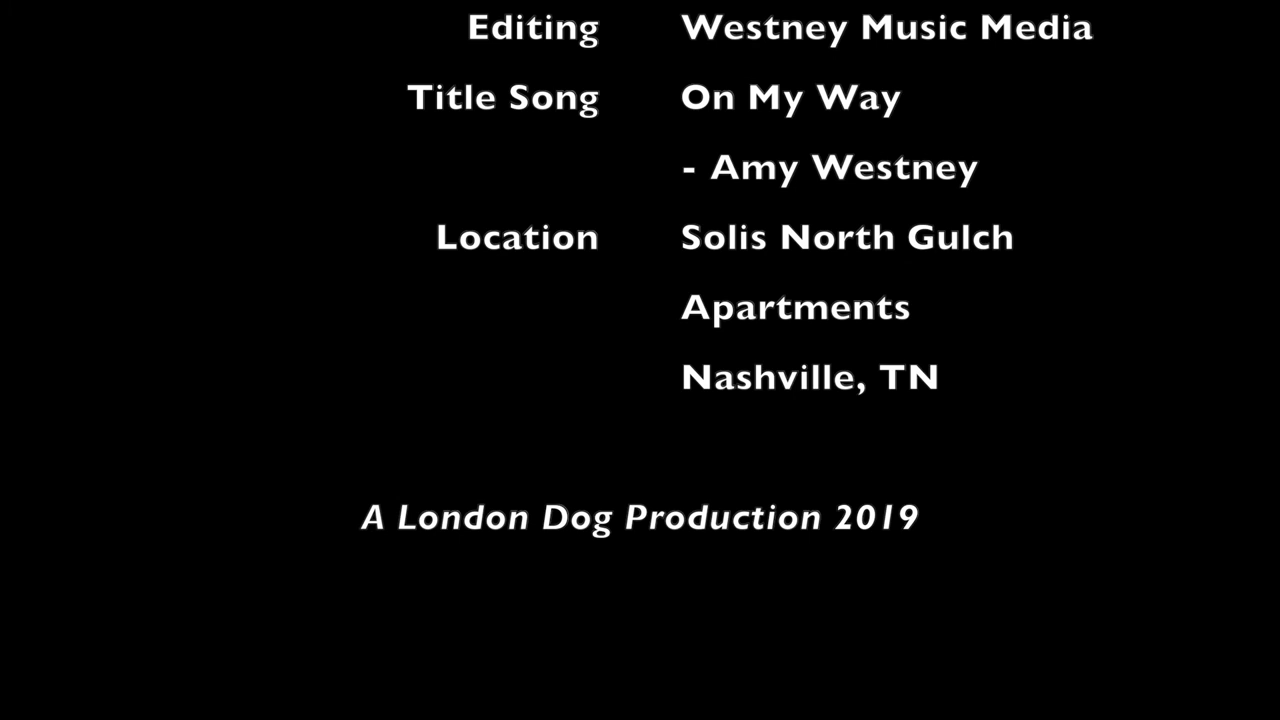 Editing Westney Music Media
Title Song On My Way
- Amy Westney
Location Solis North Gulch
Apartments
Nashville, TN
A London Dog Production 2019